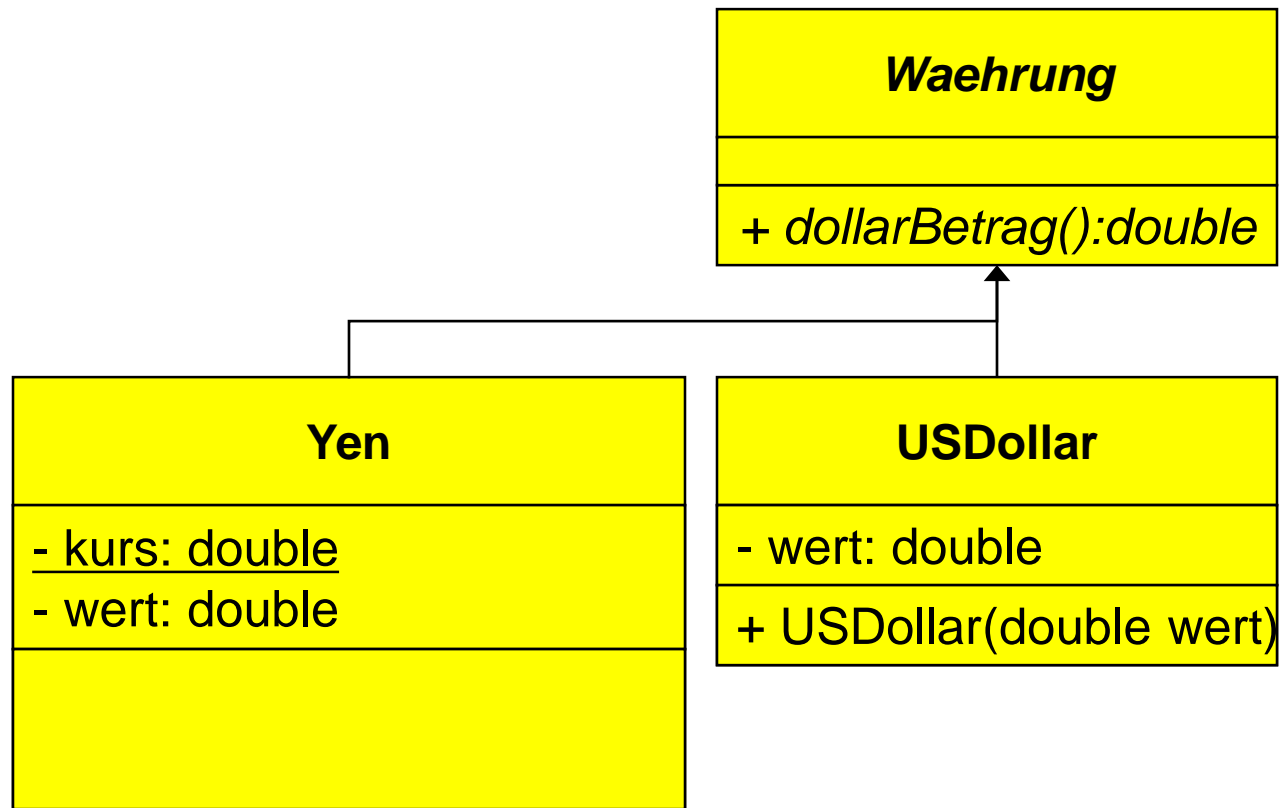 Waehrung
+ dollarBetrag():double
Yen
- kurs: double
- wert: double
USDollar
- wert: double
+ USDollar(double wert)